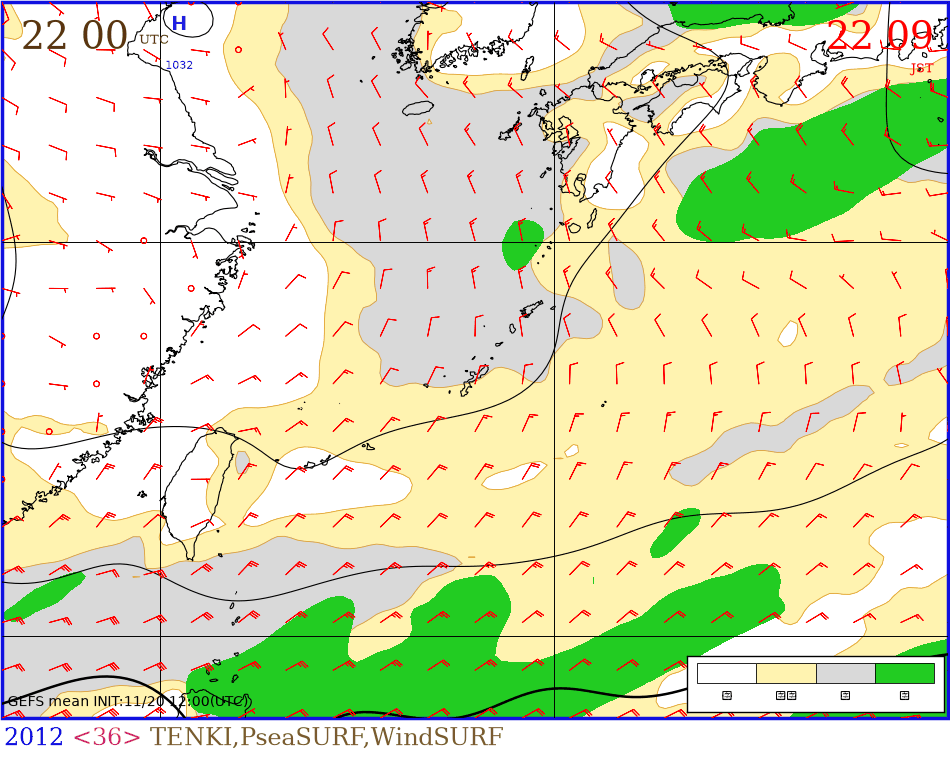 22 00 UTC
H
1032
22 09
JST
GEFS mean INIT:11/20 12:00(UTC)
2012 <36> TENKI,PseaSURF,WindSURF